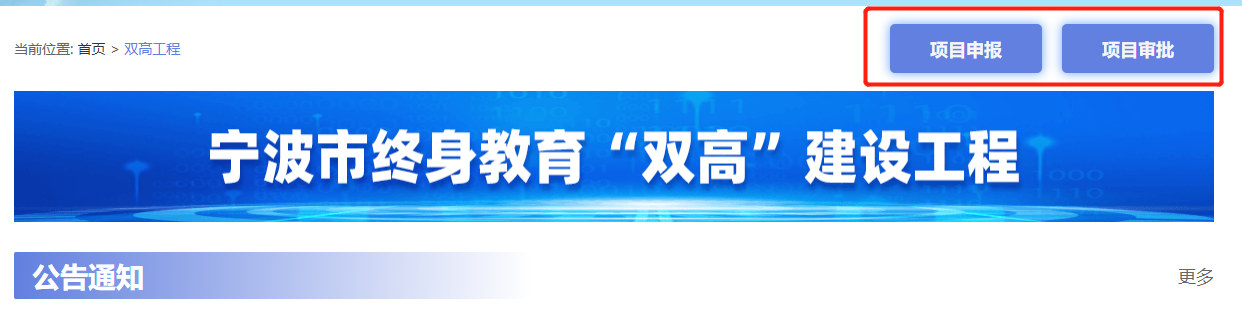 当前位置: 首页 > 双高工程
项目申报
项目审批
宁波市终身教育“双高”建设工程
公告通知
更多